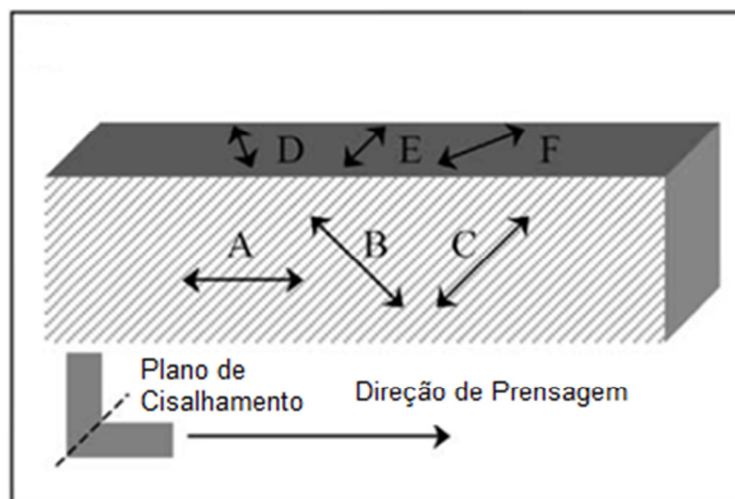 D E F
A B C
Plano de
Cisalhamento
Direção de Prensagem